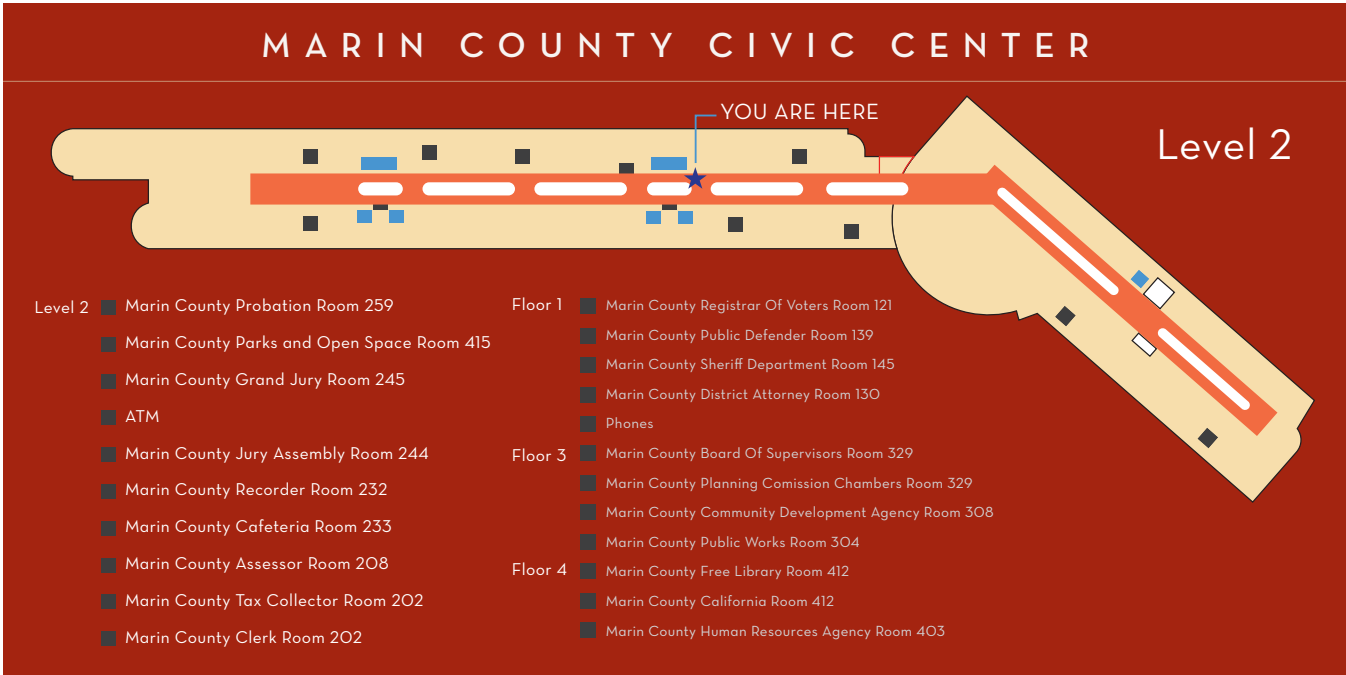 MARIN COUNTY CIVIC CENTER
YOU ARE HERE
Level 2
Level 2
Marin County Probation Room 259
Marin County Parks and Open Space Room 415
Marin County Grand Jury Room 245
ATM
Marin County Jury Assembly Room 244
Marin County Recorder Room 232
Marin County Cafeteria Room 233
Marin County Assessor Room 208
Marin County Tax Collector Room 202
Marin County Clerk Room 202
Floor 1
Marin County Registrar Of Voters Room 121
Marin County Public Defender Room 139
Marin County Sheriff Department Room 145
Marin County District Attorney Room 130
Phones
Floor 3
Marin County Board Of Supervisors Room 329
Marin County Planning Comission Chambers Room 329
Marin County Community Development Agency Room 308
Marin County Public Works Room 304
Floor 4
Marin County Free Library Room 412
Marin County California Room 412
Marin County Human Resources Agency Room 403